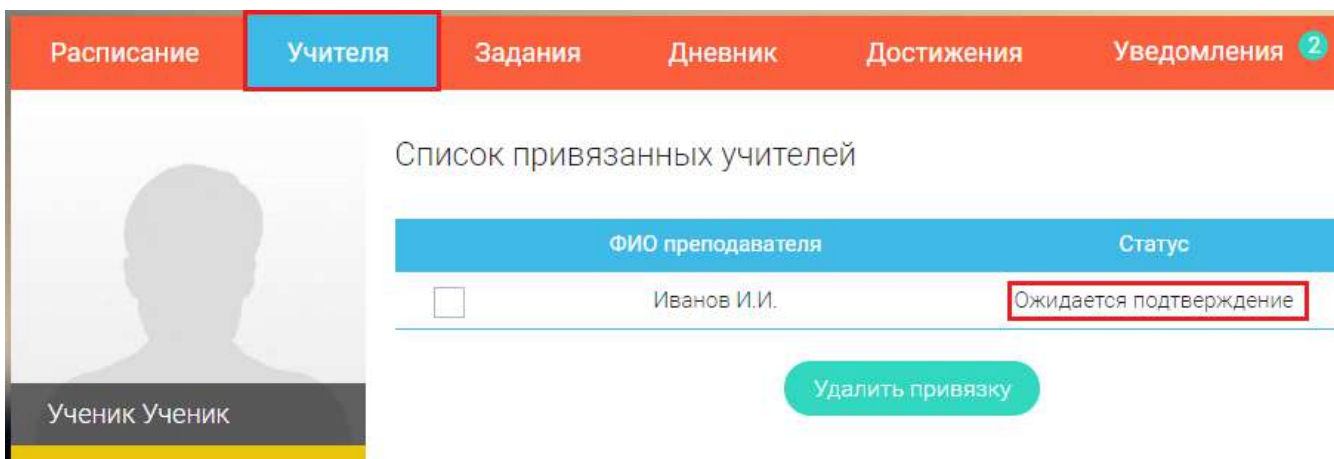 Расписание Учителя Задания Дневник Достижения Уведомления 2
Список привязанных учителей
ФИО преподавателя Статус
Иванов И.И. Ожидается подтверждение
Удалить привязку
Ученик Ученик